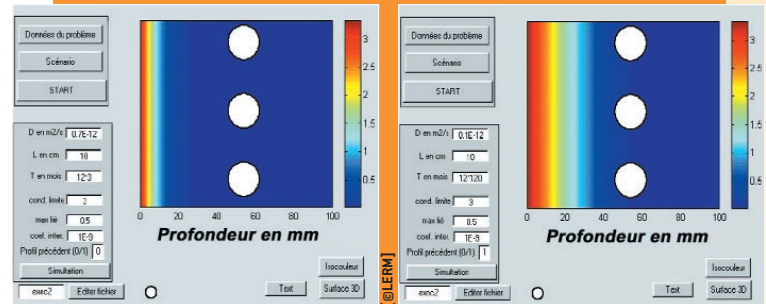 Données du problème
Scénario
START
D en m2/s 0.7E-12
L en cm 10
T en mois 12*3
cond. limite 3
max lié 0.5
coef. inter. 1E-9
Profil précédent (0/1) 0
Simultation
exec2 Editer fichier
3
2.5
2
1.5
1
0.5
0 20 40 60 80 100
Profondeur en mm
Isocouleur
Text Surface 3D
©LERM]
Données du problème
Scénario
START
D en m2/s 0.1E-12
L en cm 10
T en mois 12*120
cond. limite 3
max lié 0.5
coef. inter. 1E-9
Profil précédent (0/1) 1
Simultation
exec2 Editer fichier
3
2.5
2
1.5
1
0.5
0 20 40 60 80 100
Profondeur en mm
Isocouleur
Text Surface 3D